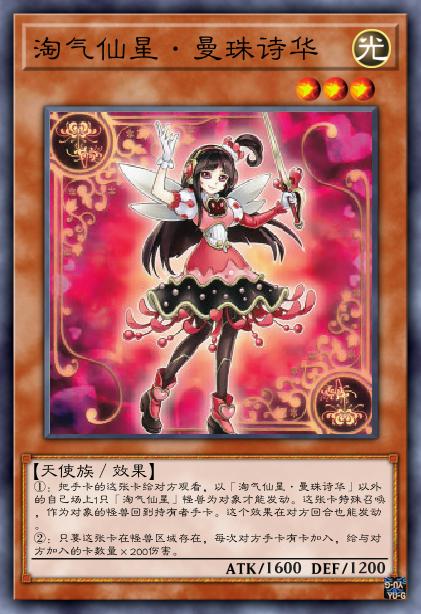 淘气仙星·曼珠诗华
光
【天使族/效果】
①：把手卡的这张卡给对方观看，以「淘气仙星·曼珠诗华」以外
的自己场上1只「淘气仙星」怪兽为对象才能发动。这张卡特殊召唤
，作为对象的怪兽回到持有者手卡。这个效果在对方回合也能发动
。
②：只要这张卡在怪兽区域存在，每次对方手卡有卡加入，给与对
方加入的卡数量×200伤害。
ATK/1600 DEF/1200